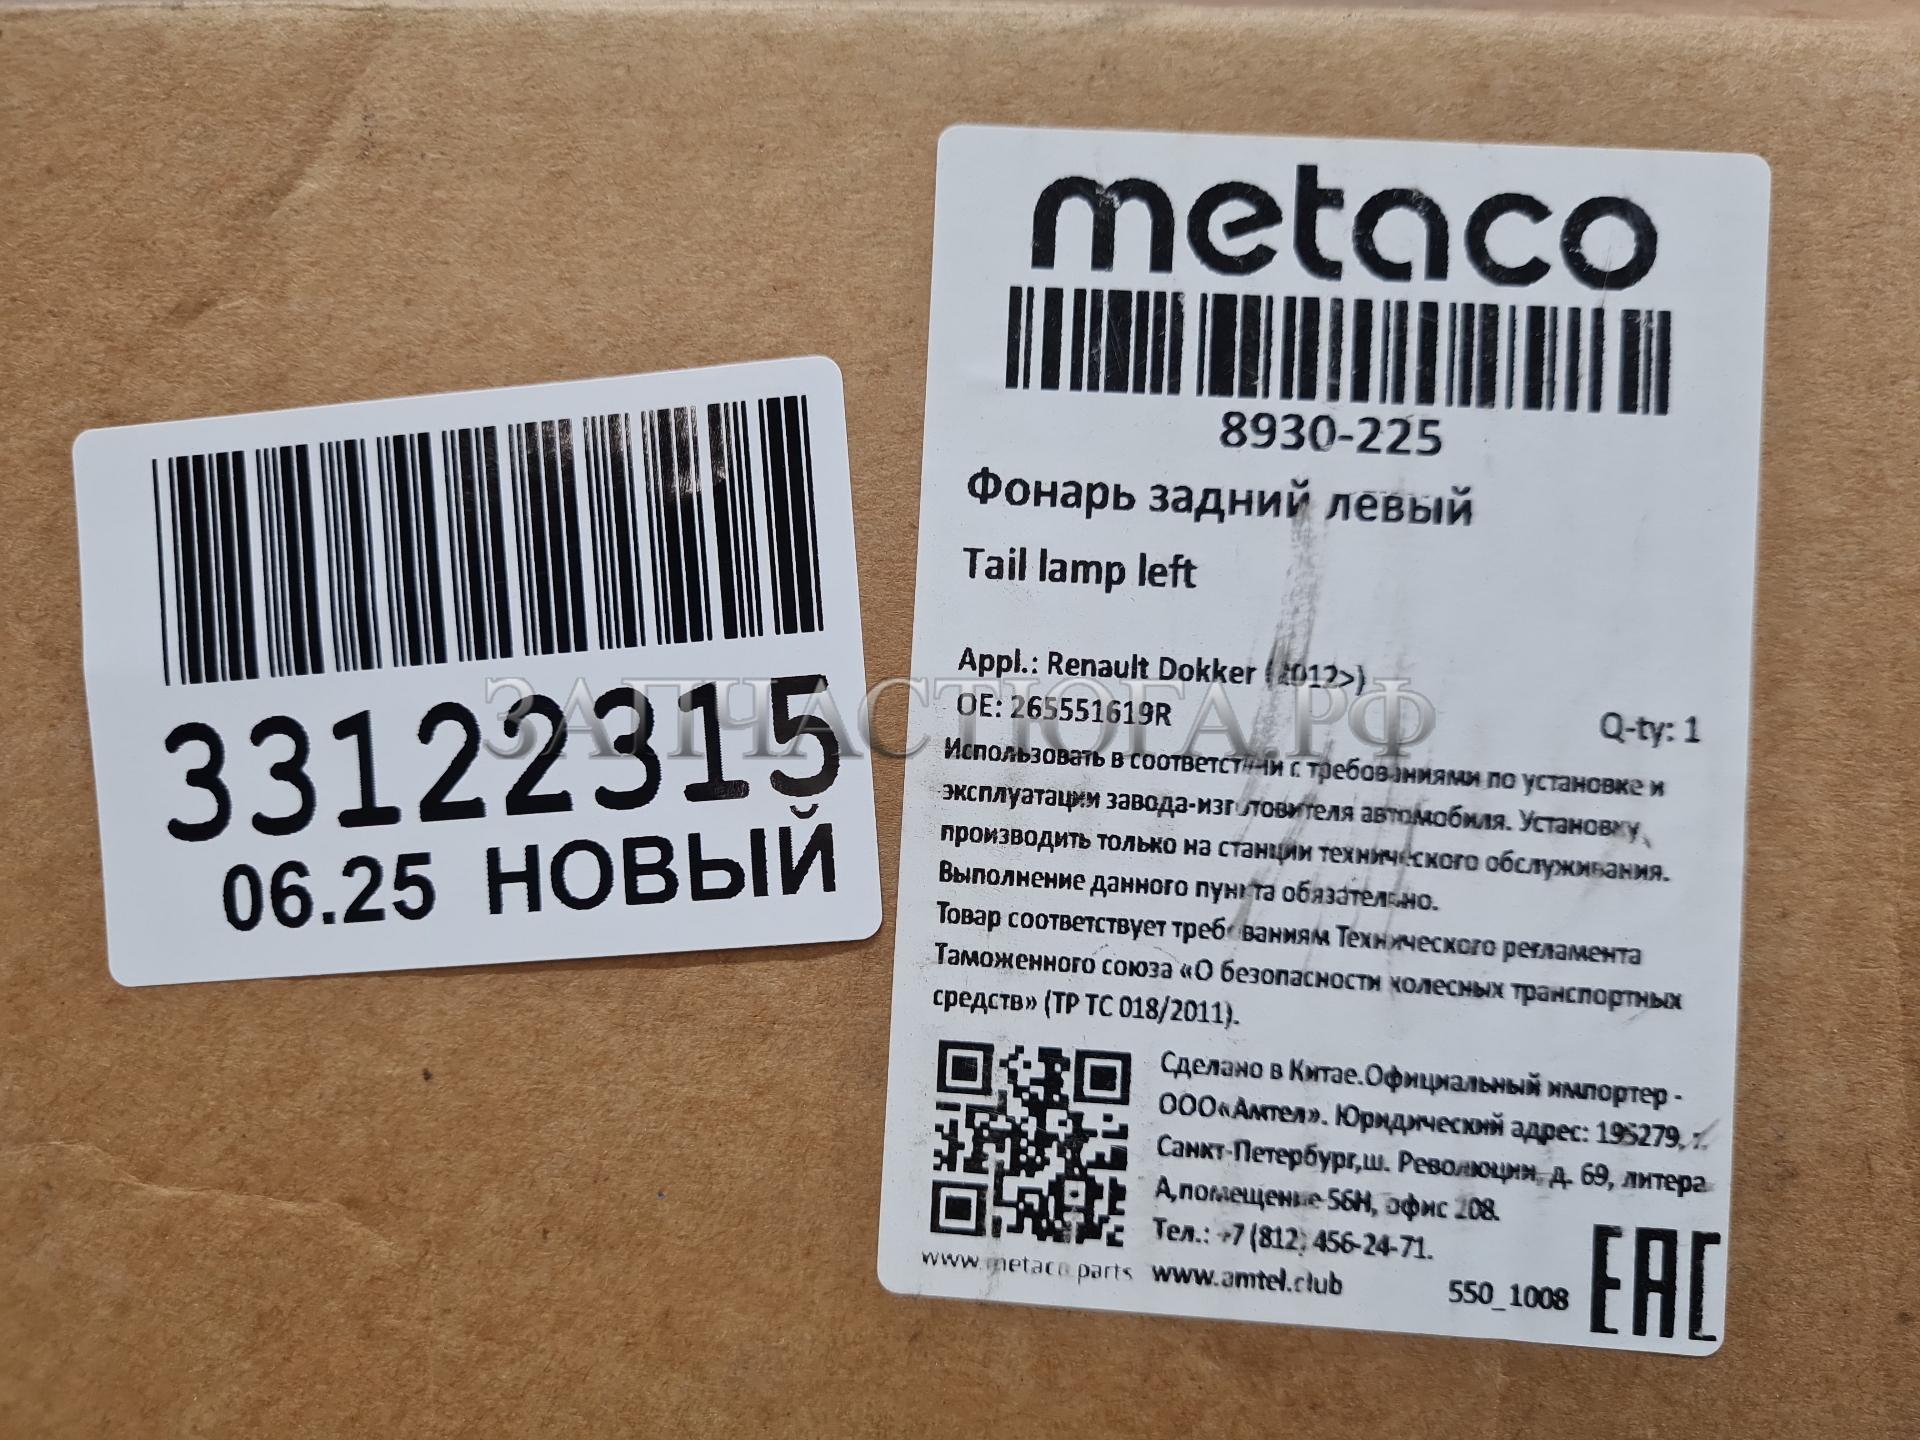 metaco
8930-225
Фонарь задний левый
Tail lamp left
Appl.: Renault Dokker (2012>)
OE: 265551619R
Q-ty: 1
Использовать в соответствии с требованиями по установке и
эксплуатации завода-изготовителя автомобиля. Установку
производить только на станции технического обслуживания.
Выполнение данного пункта обязательно.
Товар соответствует требованиям Технического регламента
Таможенного союза «О безопасности колесных транспортных
средств» (ТР ТС 018/2011).
Сделано в Китае.Официальный импортер -
ООО«Амтел». Юридический адрес: 195279, г.
Санкт-Петербург,ш. Революции, д. 69, литера
А,помещение 56Н, офис 208.
Тел.: +7 (812) 456-24-71.
www.metaco.parts
www.amtel.club
550_1008
EAC
33122315
06.25 НОВЫЙ
ЗАПЧАСТЮГА.РФ